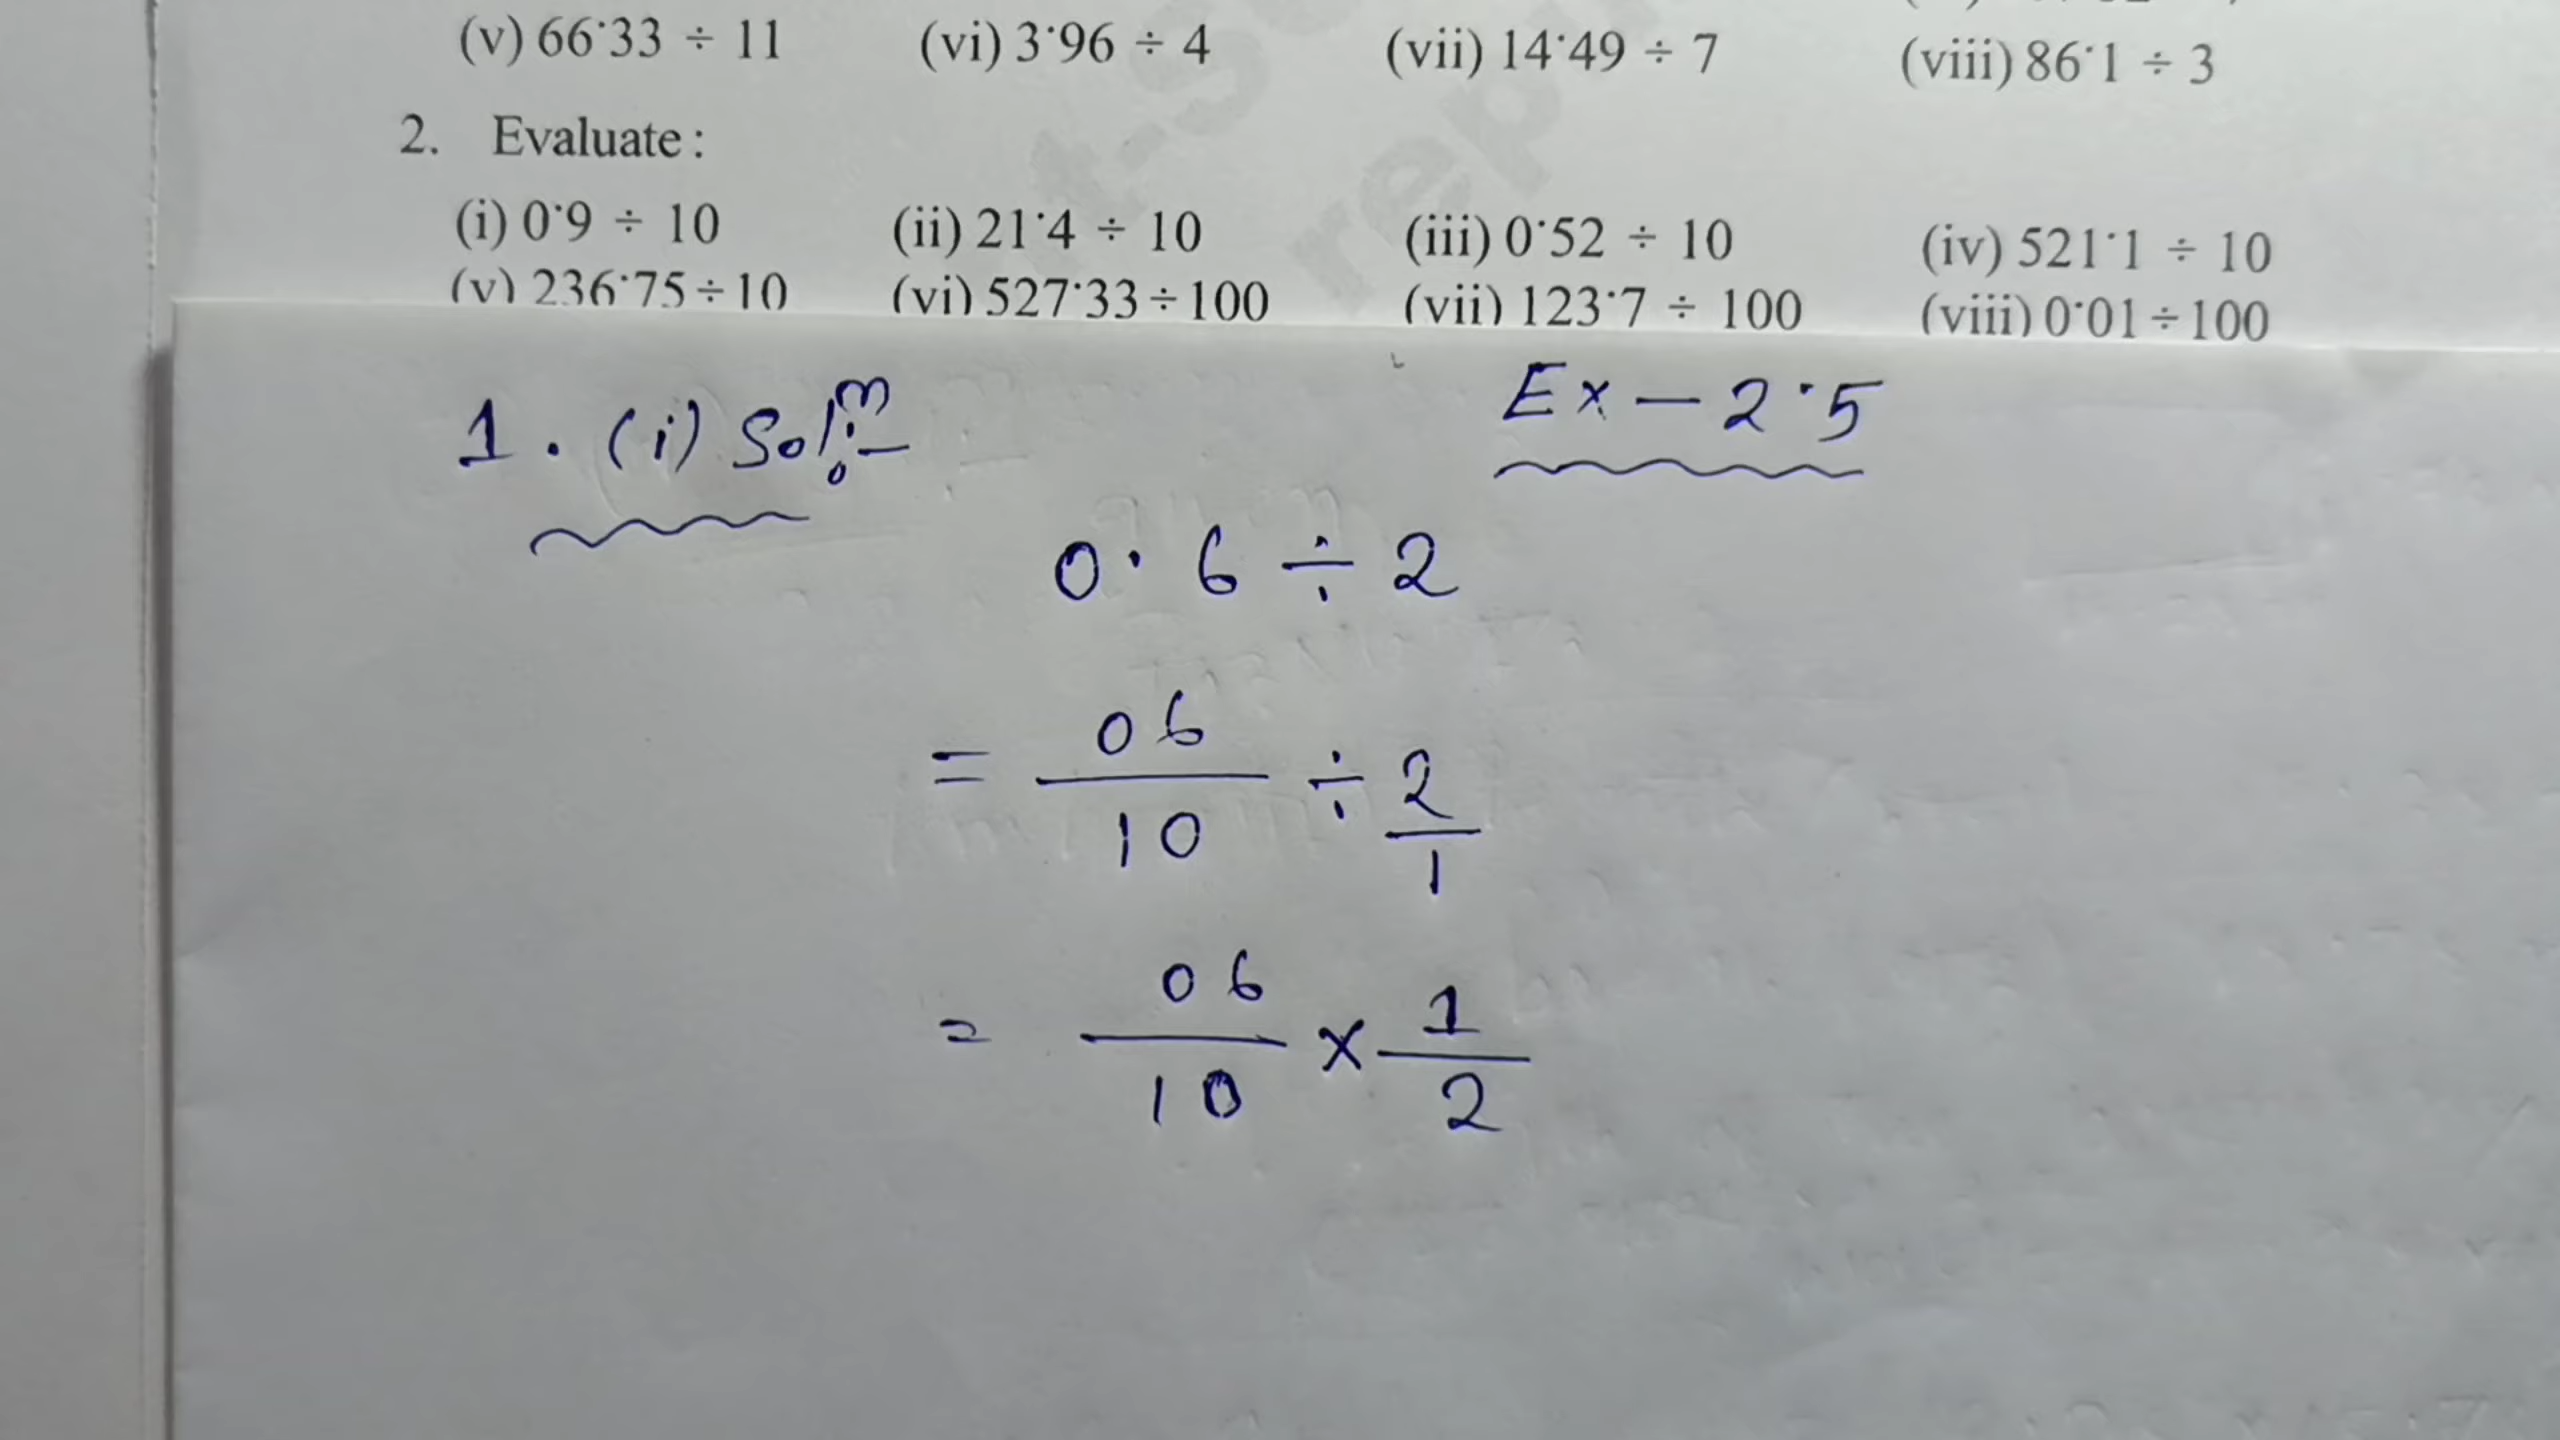 (v) 66·33 ÷ 11 (vi) 3·96 ÷ 4 (vii) 14·49 ÷ 7 (viii) 86·1 ÷ 3
2. Evaluate :
(i) 0·9 ÷ 10 (ii) 21·4 ÷ 10 (iii) 0·52 ÷ 10 (iv) 521·1 ÷ 10
(v) 236·75 ÷ 10 (vi) 527·33 ÷ 100 (vii) 123·7 ÷ 100 (viii) 0·01 ÷ 100
1. (i) Solⁿ:- Ex - 2·5
0·6 ÷ 2
= 06/10 ÷ 2/1
= 06/10 × 1/2